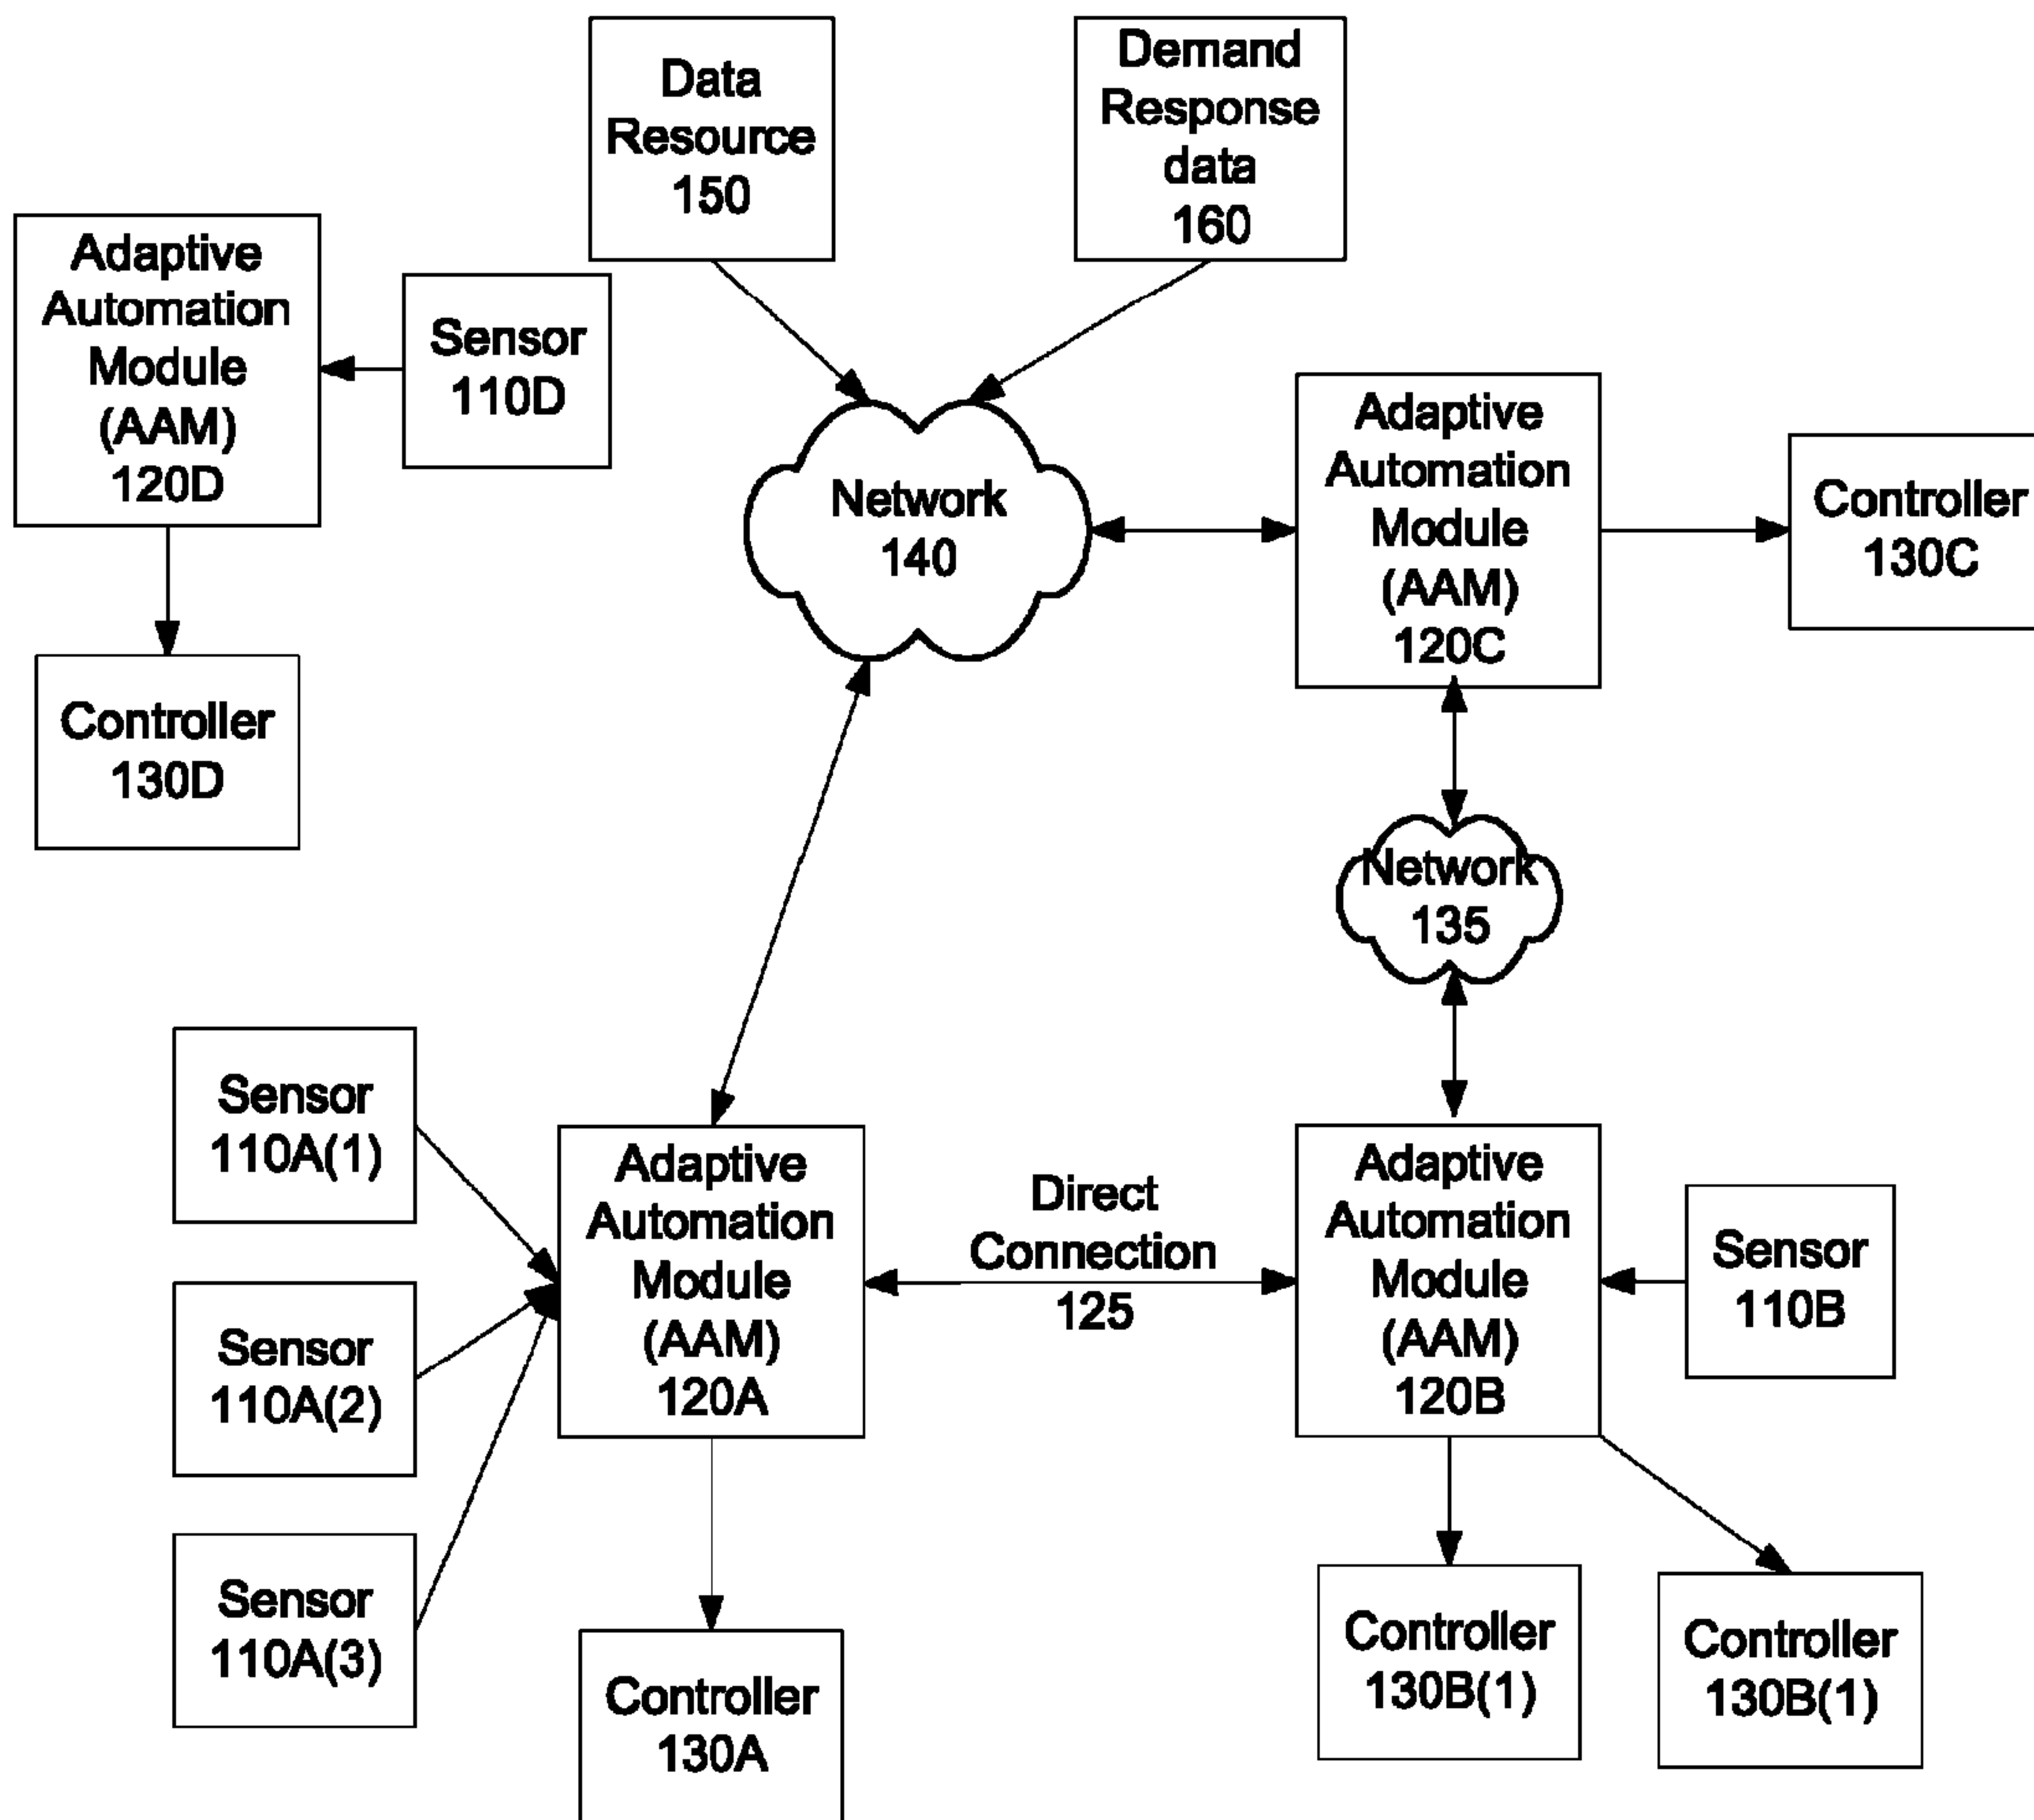 Data
Resource
150
Demand
Response
data
160
Adaptive
Automation
Module
(AAM)
120D
Sensor
110D
Controller
130D
Network
140
Adaptive
Automation
Module
(AAM)
120C
Controller
130C
Network
135
Sensor
110A(1)
Sensor
110A(2)
Sensor
110A(3)
Adaptive
Automation
Module
(AAM)
120A
Direct
Connection
125
Adaptive
Automation
Module
(AAM)
120B
Sensor
110B
Controller
130A
Controller
130B(1)
Controller
130B(1)